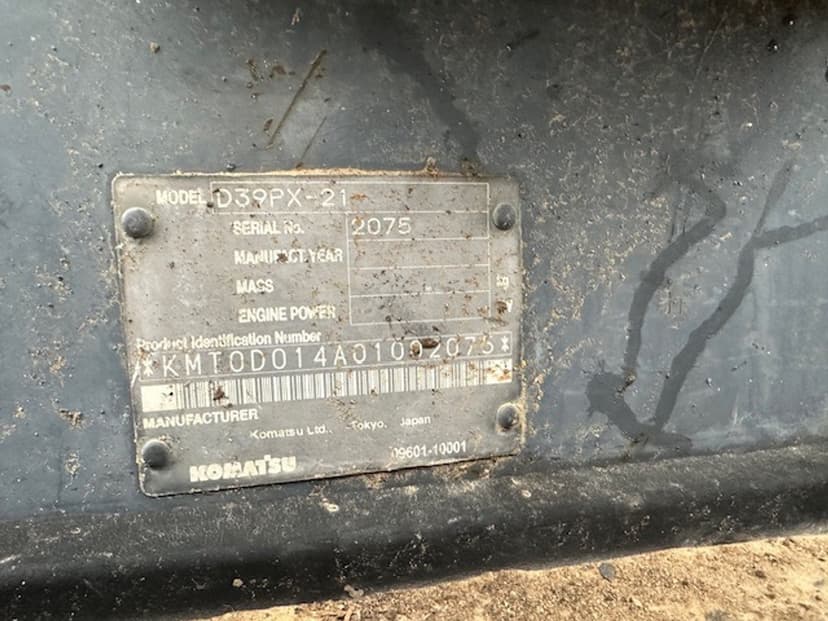 MODEL D39PX-21
SERIAL No. 2075
MANUFACT.YEAR
MASS kg
ENGINE POWER
Product Identification Number
*KMT0D014A01002075*
MANUFACTURER
Komatsu Ltd., Tokyo, Japan
KOMATSU 09601-10001